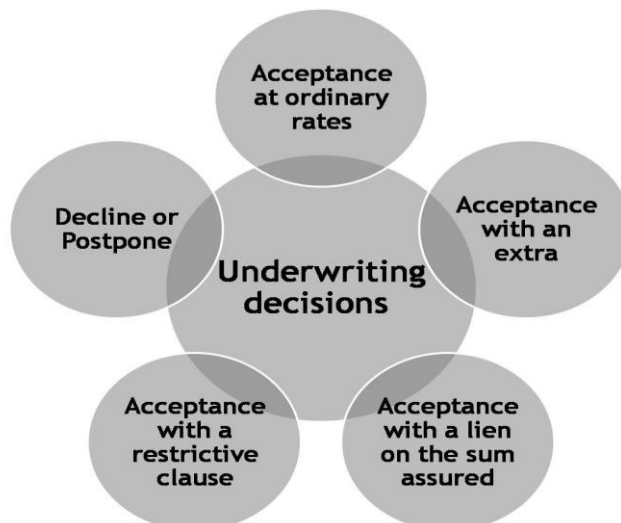 Acceptance
at ordinary
rates
Decline or
Postpone
Acceptance
with an
extra
Underwriting
decisions
Acceptance
with a
restrictive
clause
Acceptance
with a lien
on the sum
assured